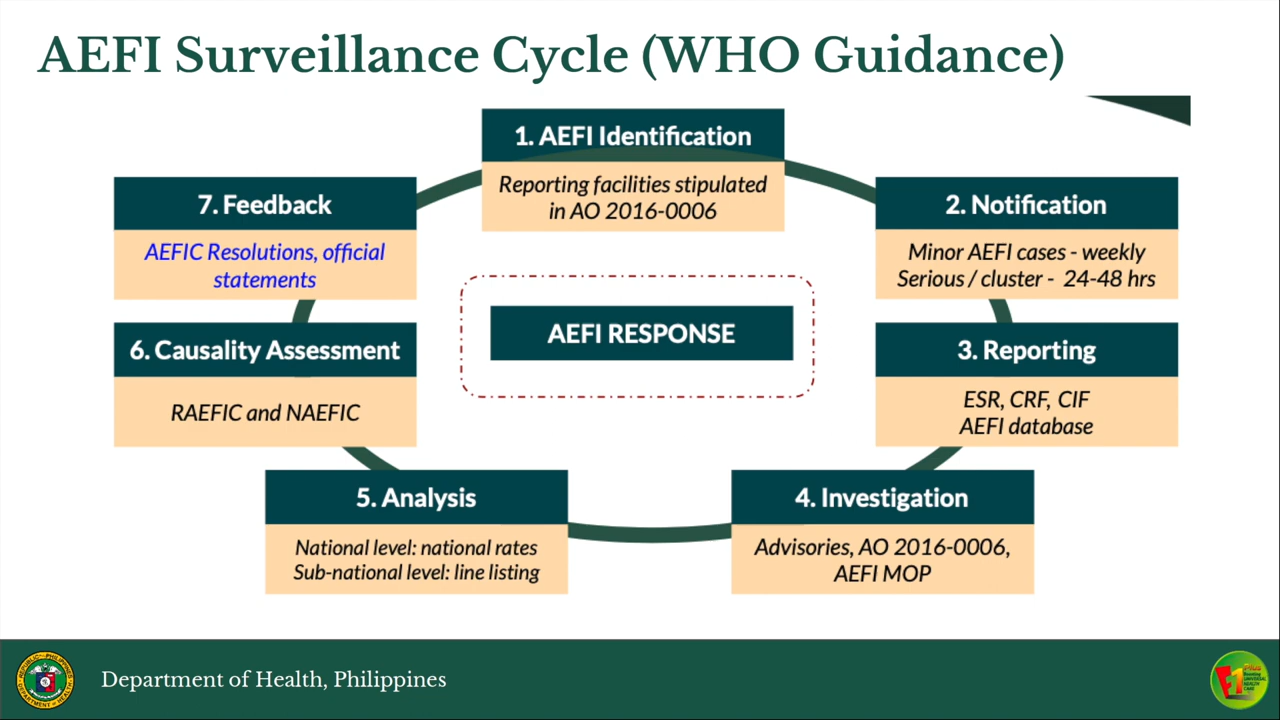 AEFI Surveillance Cycle (WHO Guidance)
1. AEFI Identification
Reporting facilities stipulated
in AO 2016-0006
2. Notification
Minor AEFI cases - weekly
Serious / cluster - 24-48 hrs
3. Reporting
ESR, CRF, CIF
AEFI database
4. Investigation
Advisories, AO 2016-0006,
AEFI MOP
5. Analysis
National level: national rates
Sub-national level: line listing
6. Causality Assessment
RAEFIC and NAEFIC
7. Feedback
AEFIC Resolutions, official
statements
AEFI RESPONSE
Department of Health, Philippines
F1
Plus